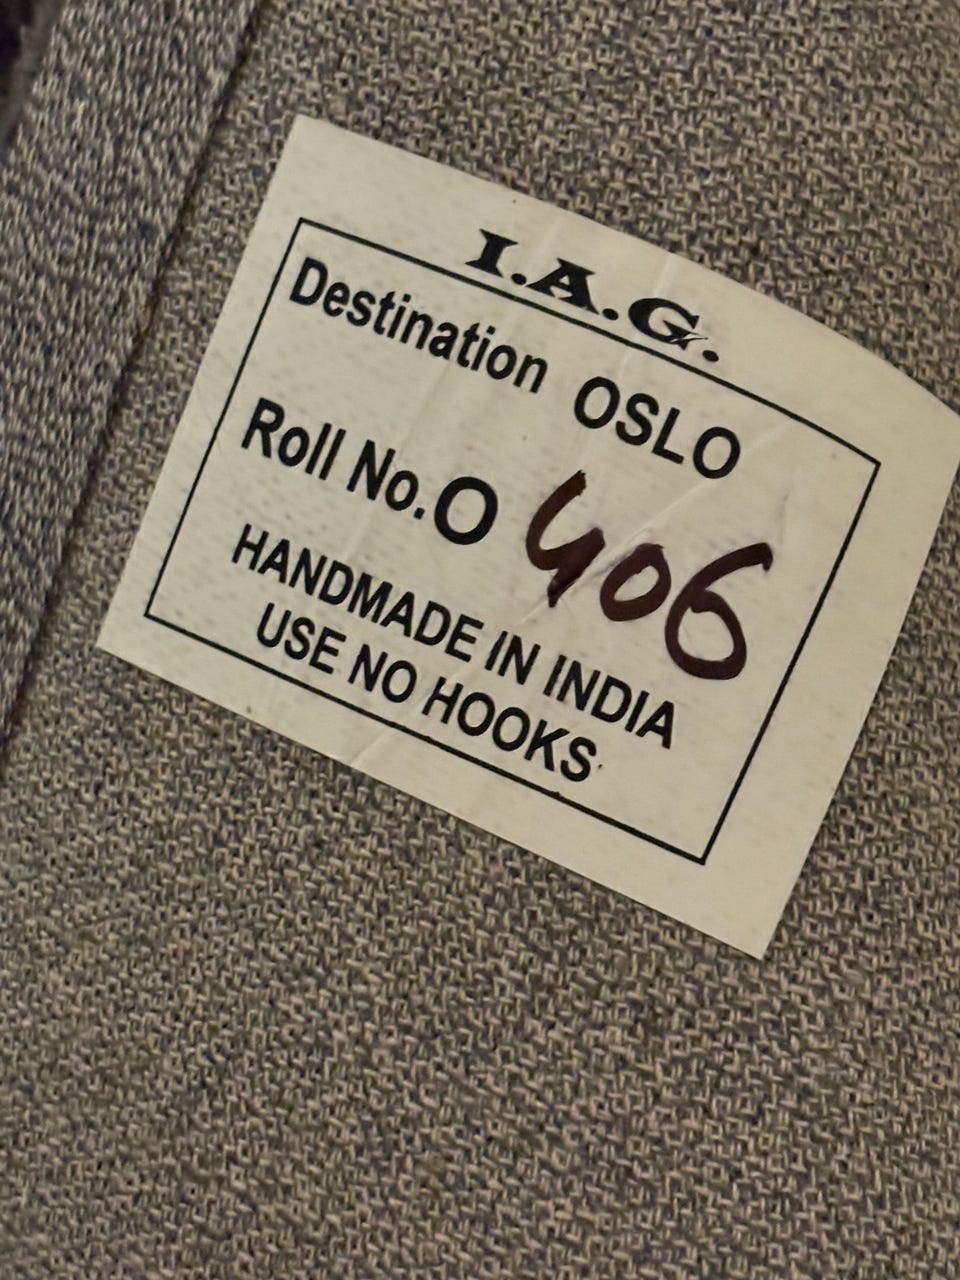 I.A.G.
Destination OSLO
Roll No.O 406
HANDMADE IN INDIA
USE NO HOOKS